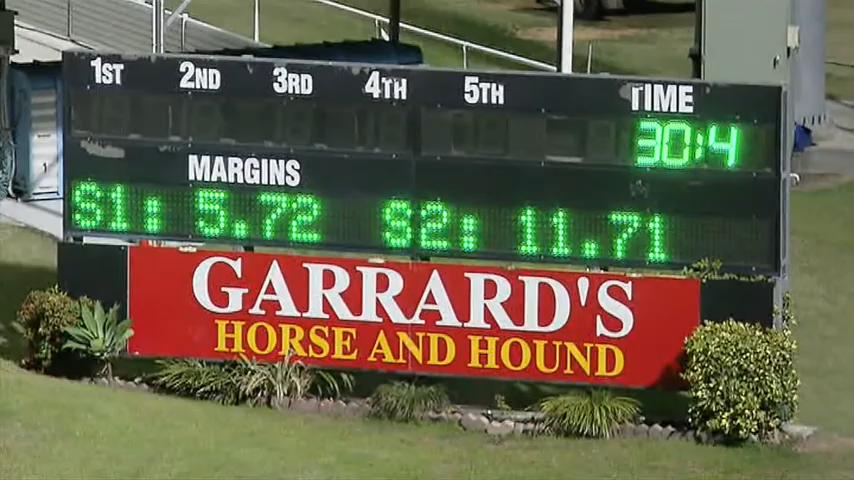 1ST 2ND 3RD 4TH 5TH TIME
30:4
MARGINS
S1: 5.72 S2: 11.71
GARRARD'S
HORSE AND HOUND